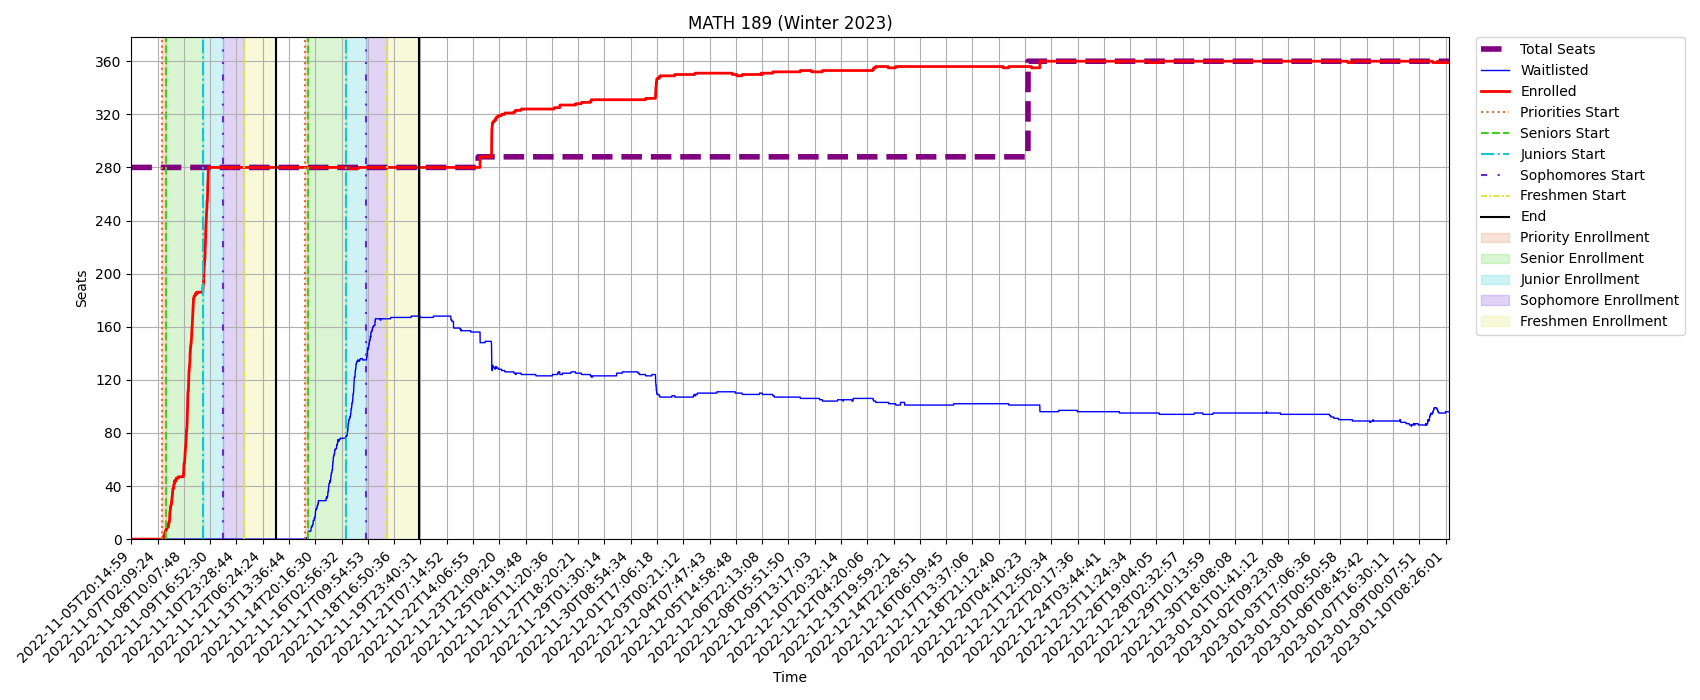 MATH 189 (Winter 2023)
Seats
360
320
280
240
200
160
120
80
40
0
2022-11-05T20:14:59
2022-11-07T02:09:24
2022-11-08T10:07:48
2022-11-09T16:52:30
2022-11-10T23:28:44
2022-11-12T06:24:24
2022-11-13T13:36:44
2022-11-14T20:16:30
2022-11-16T02:56:32
2022-11-17T09:54:53
2022-11-18T16:50:36
2022-11-19T23:40:31
2022-11-21T07:14:52
2022-11-22T14:06:55
2022-11-23T21:09:20
2022-11-25T04:19:48
2022-11-26T11:20:36
2022-11-27T18:20:21
2022-11-29T01:30:14
2022-11-30T08:54:34
2022-12-01T17:06:18
2022-12-03T00:21:12
2022-12-04T07:47:43
2022-12-05T14:58:48
2022-12-06T22:13:08
2022-12-08T05:51:50
2022-12-09T13:17:03
2022-12-10T20:32:14
2022-12-12T04:20:06
2022-12-13T13:59:21
2022-12-14T22:28:51
2022-12-16T06:09:45
2022-12-17T13:37:06
2022-12-18T21:12:40
2022-12-20T04:40:23
2022-12-21T12:50:34
2022-12-22T20:17:36
2022-12-24T03:44:41
2022-12-25T11:24:34
2022-12-26T19:04:05
2022-12-28T02:32:57
2022-12-29T10:13:59
2022-12-30T18:08:08
2023-01-01T01:41:12
2023-01-02T09:23:08
2023-01-03T17:06:36
2023-01-05T00:50:58
2023-01-06T08:45:42
2023-01-07T16:30:11
2023-01-09T00:07:51
2023-01-10T08:26:01
Time
Total Seats
Waitlisted
Enrolled
Priorities Start
Seniors Start
Juniors Start
Sophomores Start
Freshmen Start
End
Priority Enrollment
Senior Enrollment
Junior Enrollment
Sophomore Enrollment
Freshmen Enrollment